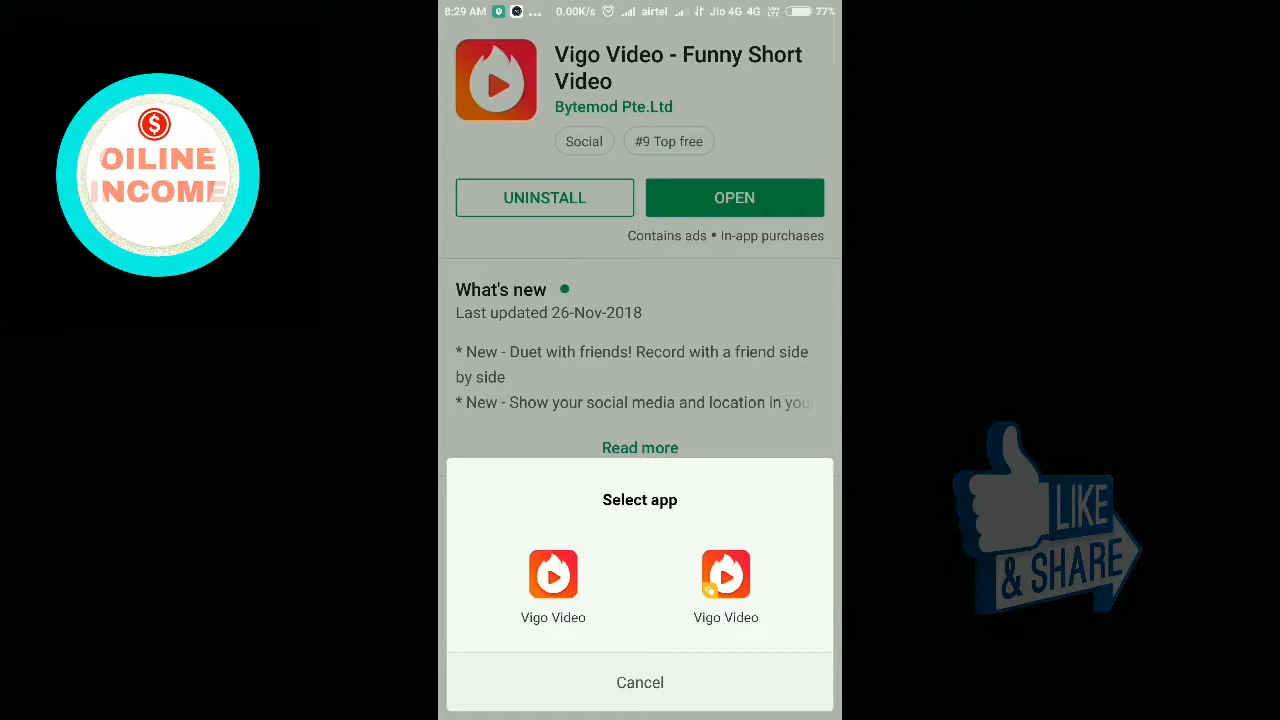 OILINE
INCOME
8:29 AM ... 0.00K/s airtel Jio 4G 4G 77%
Vigo Video - Funny Short
Video
Bytemod Pte.Ltd
Social #9 Top free
UNINSTALL OPEN
Contains ads • In-app purchases
What's new
Last updated 26-Nov-2018
* New - Duet with friends! Record with a friend side
by side
* New - Show your social media and location in you
Read more
Select app
Vigo Video Vigo Video
Cancel
LIKE
& SHARE